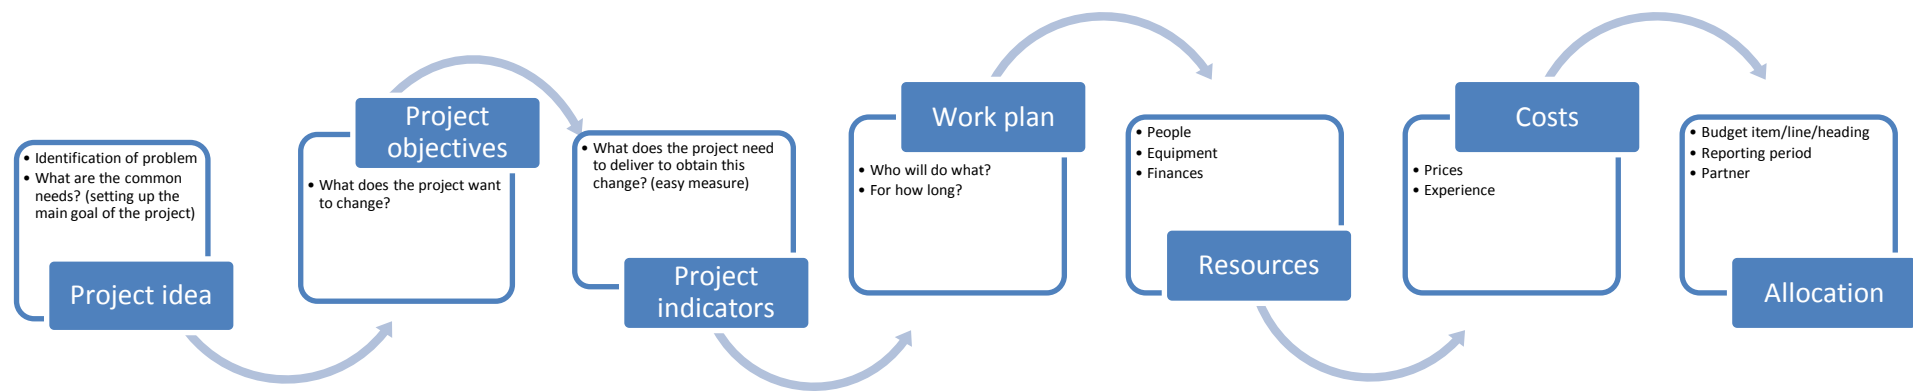 • Identification of problem
• What are the common
needs? (setting up the
main goal of the project)
Project idea
Project
objectives
• What does the project want
to change?
• What does the project need
to deliver to obtain this
change? (easy measure)
Project
indicators
Work plan
• Who will do what?
• For how long?
• People
• Equipment
• Finances
Resources
Costs
• Prices
• Experience
• Budget item/line/heading
• Reporting period
• Partner
Allocation